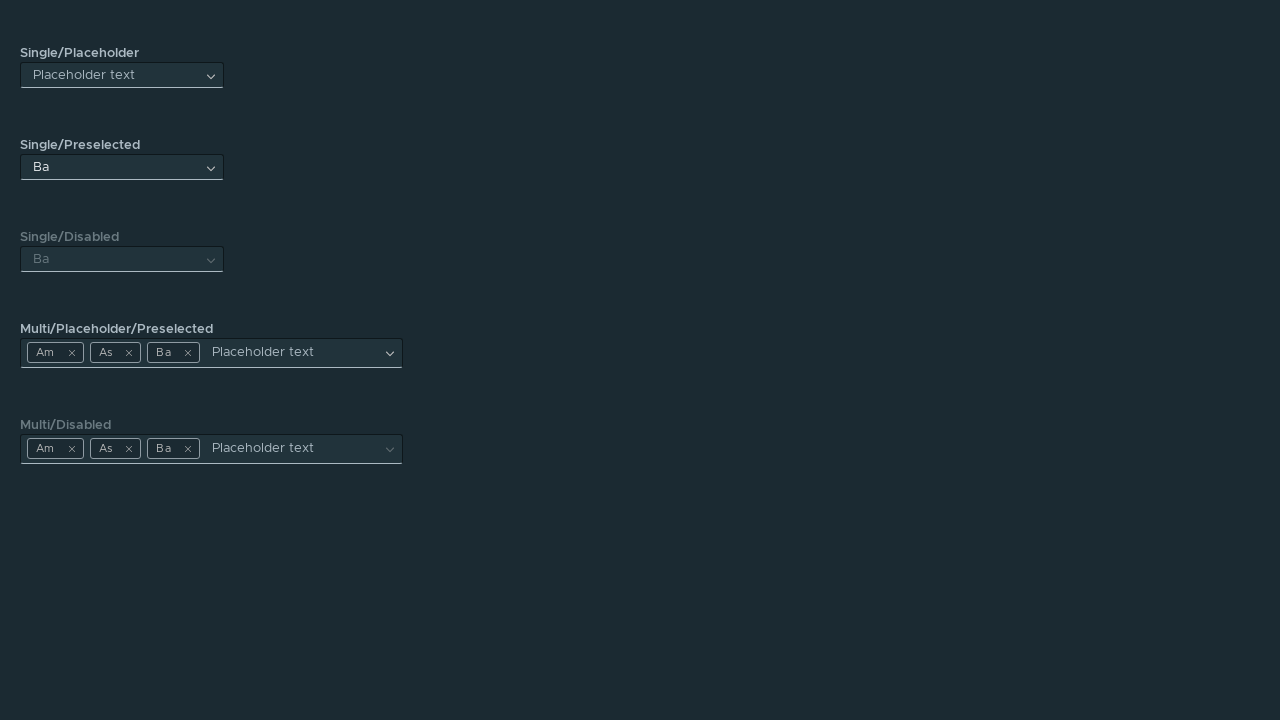 Single/Placeholder
Placeholder text
Single/Preselected
Ba
Single/Disabled
Ba
Multi/Placeholder/Preselected
Am As Ba Placeholder text
Multi/Disabled
Am As Ba Placeholder text